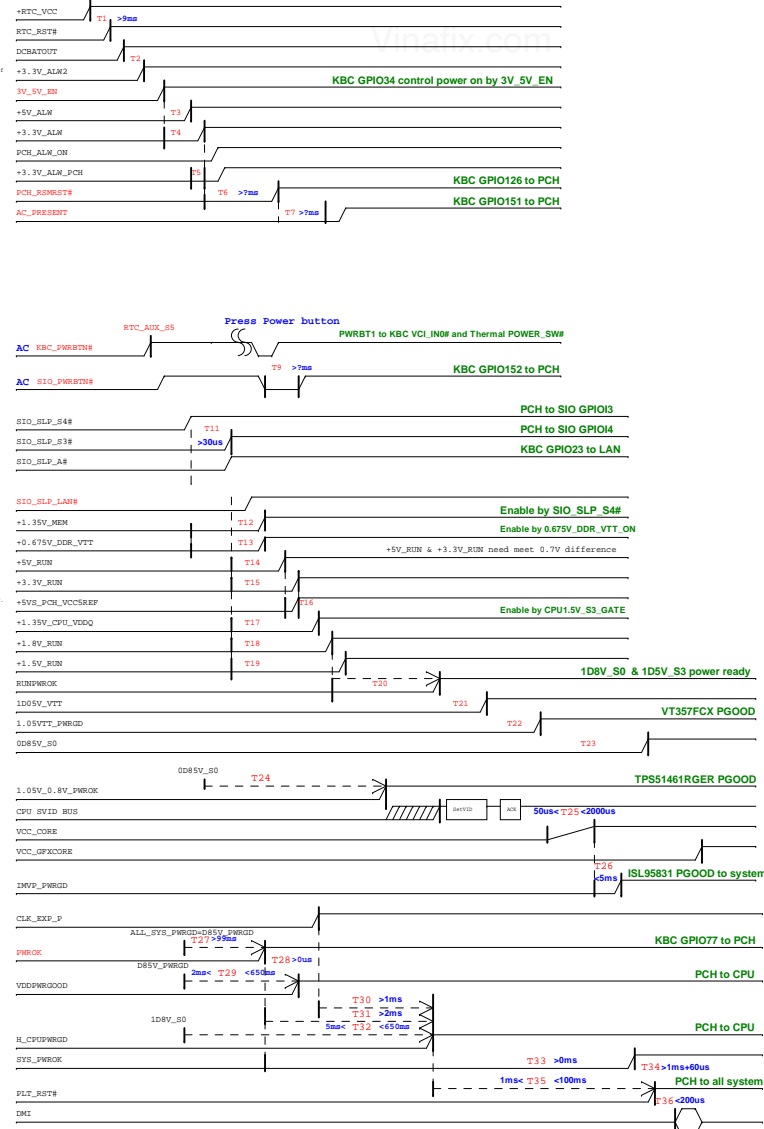 +RTC_VCC
T1 >9ms
RTC_RST#
Vinafix.com
DCBATOUT
T2
+3.3V_ALW2
KBC GPIO34 control power on by 3V_5V_EN
3V_5V_EN
+5V_ALW T3
+3.3V_ALW T4
PCH_ALW_ON
+3.3V_ALW_PCH T5
KBC GPIO126 to PCH
PCH_RSMRST# T6 >?ms
KBC GPIO151 to PCH
AC_PRESENT T7 >?ms
Press Power button
RTC_AUX_S5
PWRBT1 to KBC VCI_IN0# and Thermal POWER_SW#
AC KBC_PWRBTN#
T9 >?ms KBC GPIO152 to PCH
AC SIO_PWRBTN#
PCH to SIO GPIOI3
SIO_SLP_S4#
T11 PCH to SIO GPIOI4
SIO_SLP_S3# >30us
KBC GPIO23 to LAN
SIO_SLP_A#
SIO_SLP_LAN#
Enable by SIO_SLP_S4#
+1.35V_MEM T12
Enable by 0.675V_DDR_VTT_ON
+0.675V_DDR_VTT T13
+5V_RUN & +3.3V_RUN need meet 0.7V difference
+5V_RUN T14
+3.3V_RUN T15
+5VS_PCH_VCC5REF T16
Enable by CPU1.5V_S3_GATE
+1.35V_CPU_VDDQ T17
+1.8V_RUN T18
+1.5V_RUN T19
1D8V_S0 & 1D5V_S3 power ready
RUNPWROK T20
1D05V_VTT T21
VT357FCX PGOOD
1.05VTT_PWRGD T22
0D85V_S0 T23
0D85V_S0
T24 TPS51461RGER PGOOD
1.05V_0.8V_PWROK
CPU SVID BUS SetVID ACK 50us< T25 <2000us
VCC_CORE
VCC_GFXCORE
T26
<5ms ISL95831 PGOOD to system
IMVP_PWRGD
CLK_EXP_P
ALL_SYS_PWRGD=D85V_PWRGD
T27 >99ms KBC GPIO77 to PCH
PWROK
T28 >0us
D85V_PWRGD
2ms< T29 <650ms PCH to CPU
VDDPWRGOOD
T30 >1ms
T31 >2ms
1D8V_S0
5ms< T32 <650ms PCH to CPU
H_CPUPWRGD
SYS_PWROK T33 >0ms
T34 >1ms+60us
1ms< T35 <100ms PCH to all system
PLT_RST#
T36 <200us
DMI